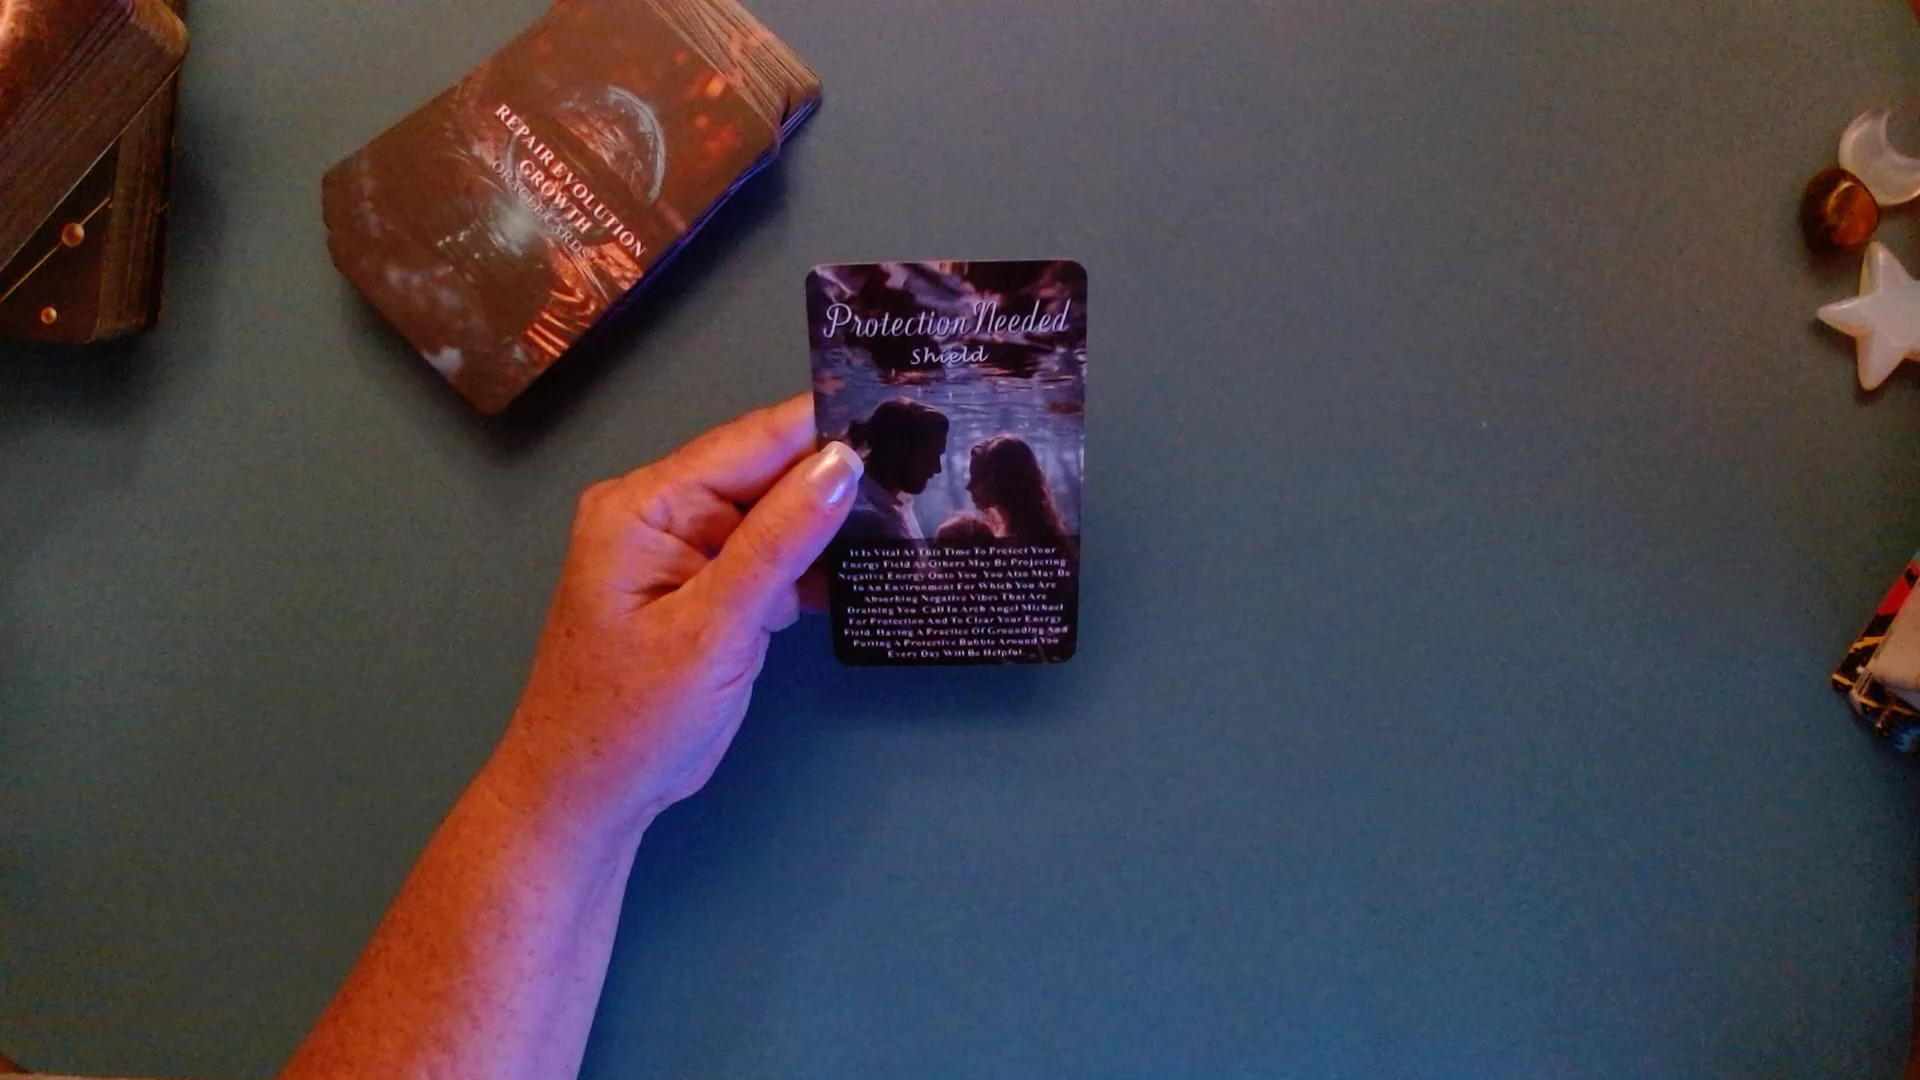 REPAIR EVOLUTION
GROWTH
ORACLE CARDS
Protection Needed
Shield
It Is Vital At This Time To Protect Your
Energy Field As Others May Be Projecting
Negative Energy Onto You. You Also May Be
In An Environment For Which You Are
Absorbing Negative Vibes That Are
Draining You. Call In Arch Angel Michael
For Protection And To Clear Your Energy
Field. Having A Practice Of Grounding And
Putting A Protective Bubble Around You
Every Day Will Be Helpful.